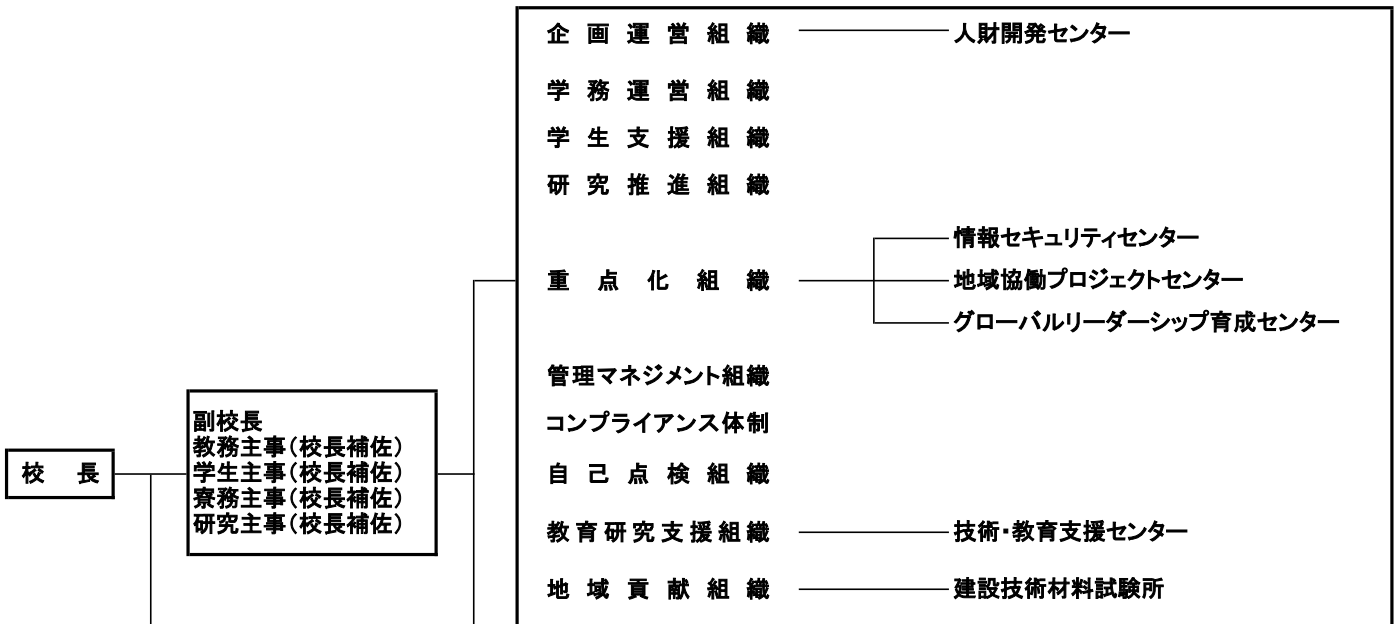 企画運営組織 人財開発センター
学務運営組織
学生支援組織
研究推進組織
情報セキュリティセンター
重点化組織 地域協働プロジェクトセンター
グローバルリーダーシップ育成センター
管理マネジメント組織
コンプライアンス体制
自己点検組織
教育研究支援組織 技術・教育支援センター
地域貢献組織 建設技術材料試験所
副校長
教務主事（校長補佐）
学生主事（校長補佐）
寮務主事（校長補佐）
研究主事（校長補佐）
校長